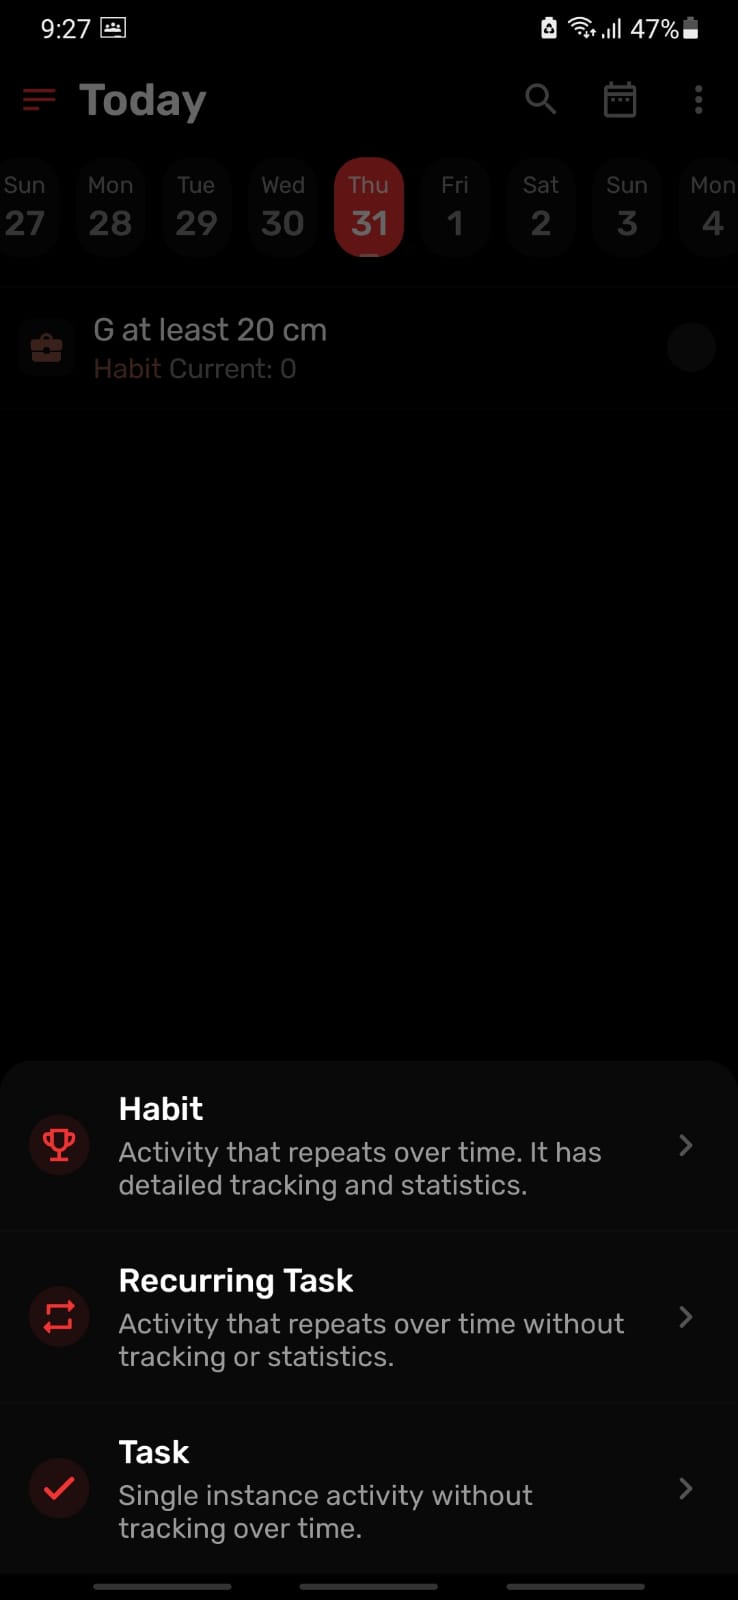 9:27 47%
Today
Sun Mon Tue Wed Thu Fri Sat Sun Mon
27 28 29 30 31 1 2 3 4
G at least 20 cm
Habit Current: 0
Habit
Activity that repeats over time. It has
detailed tracking and statistics.
Recurring Task
Activity that repeats over time without
tracking or statistics.
Task
Single instance activity without
tracking over time.